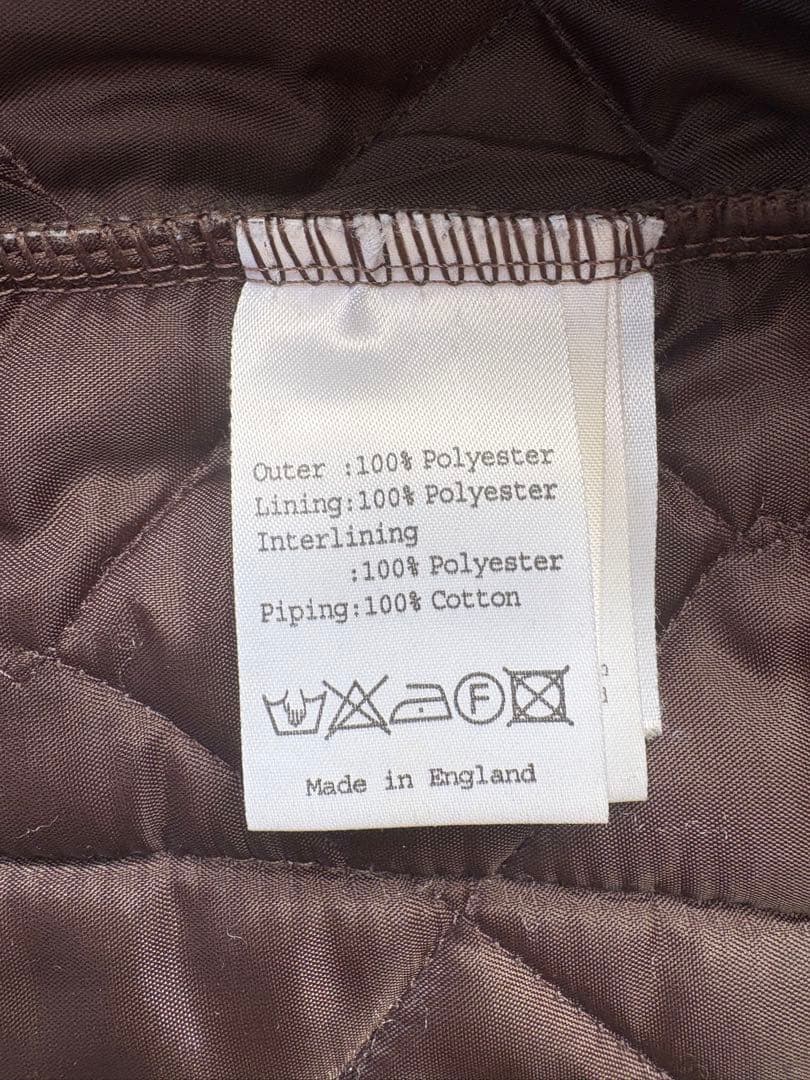 Outer :100% Polyester
Lining:100% Polyester
Interlining
:100% Polyester
Piping:100% Cotton
F
Made in England